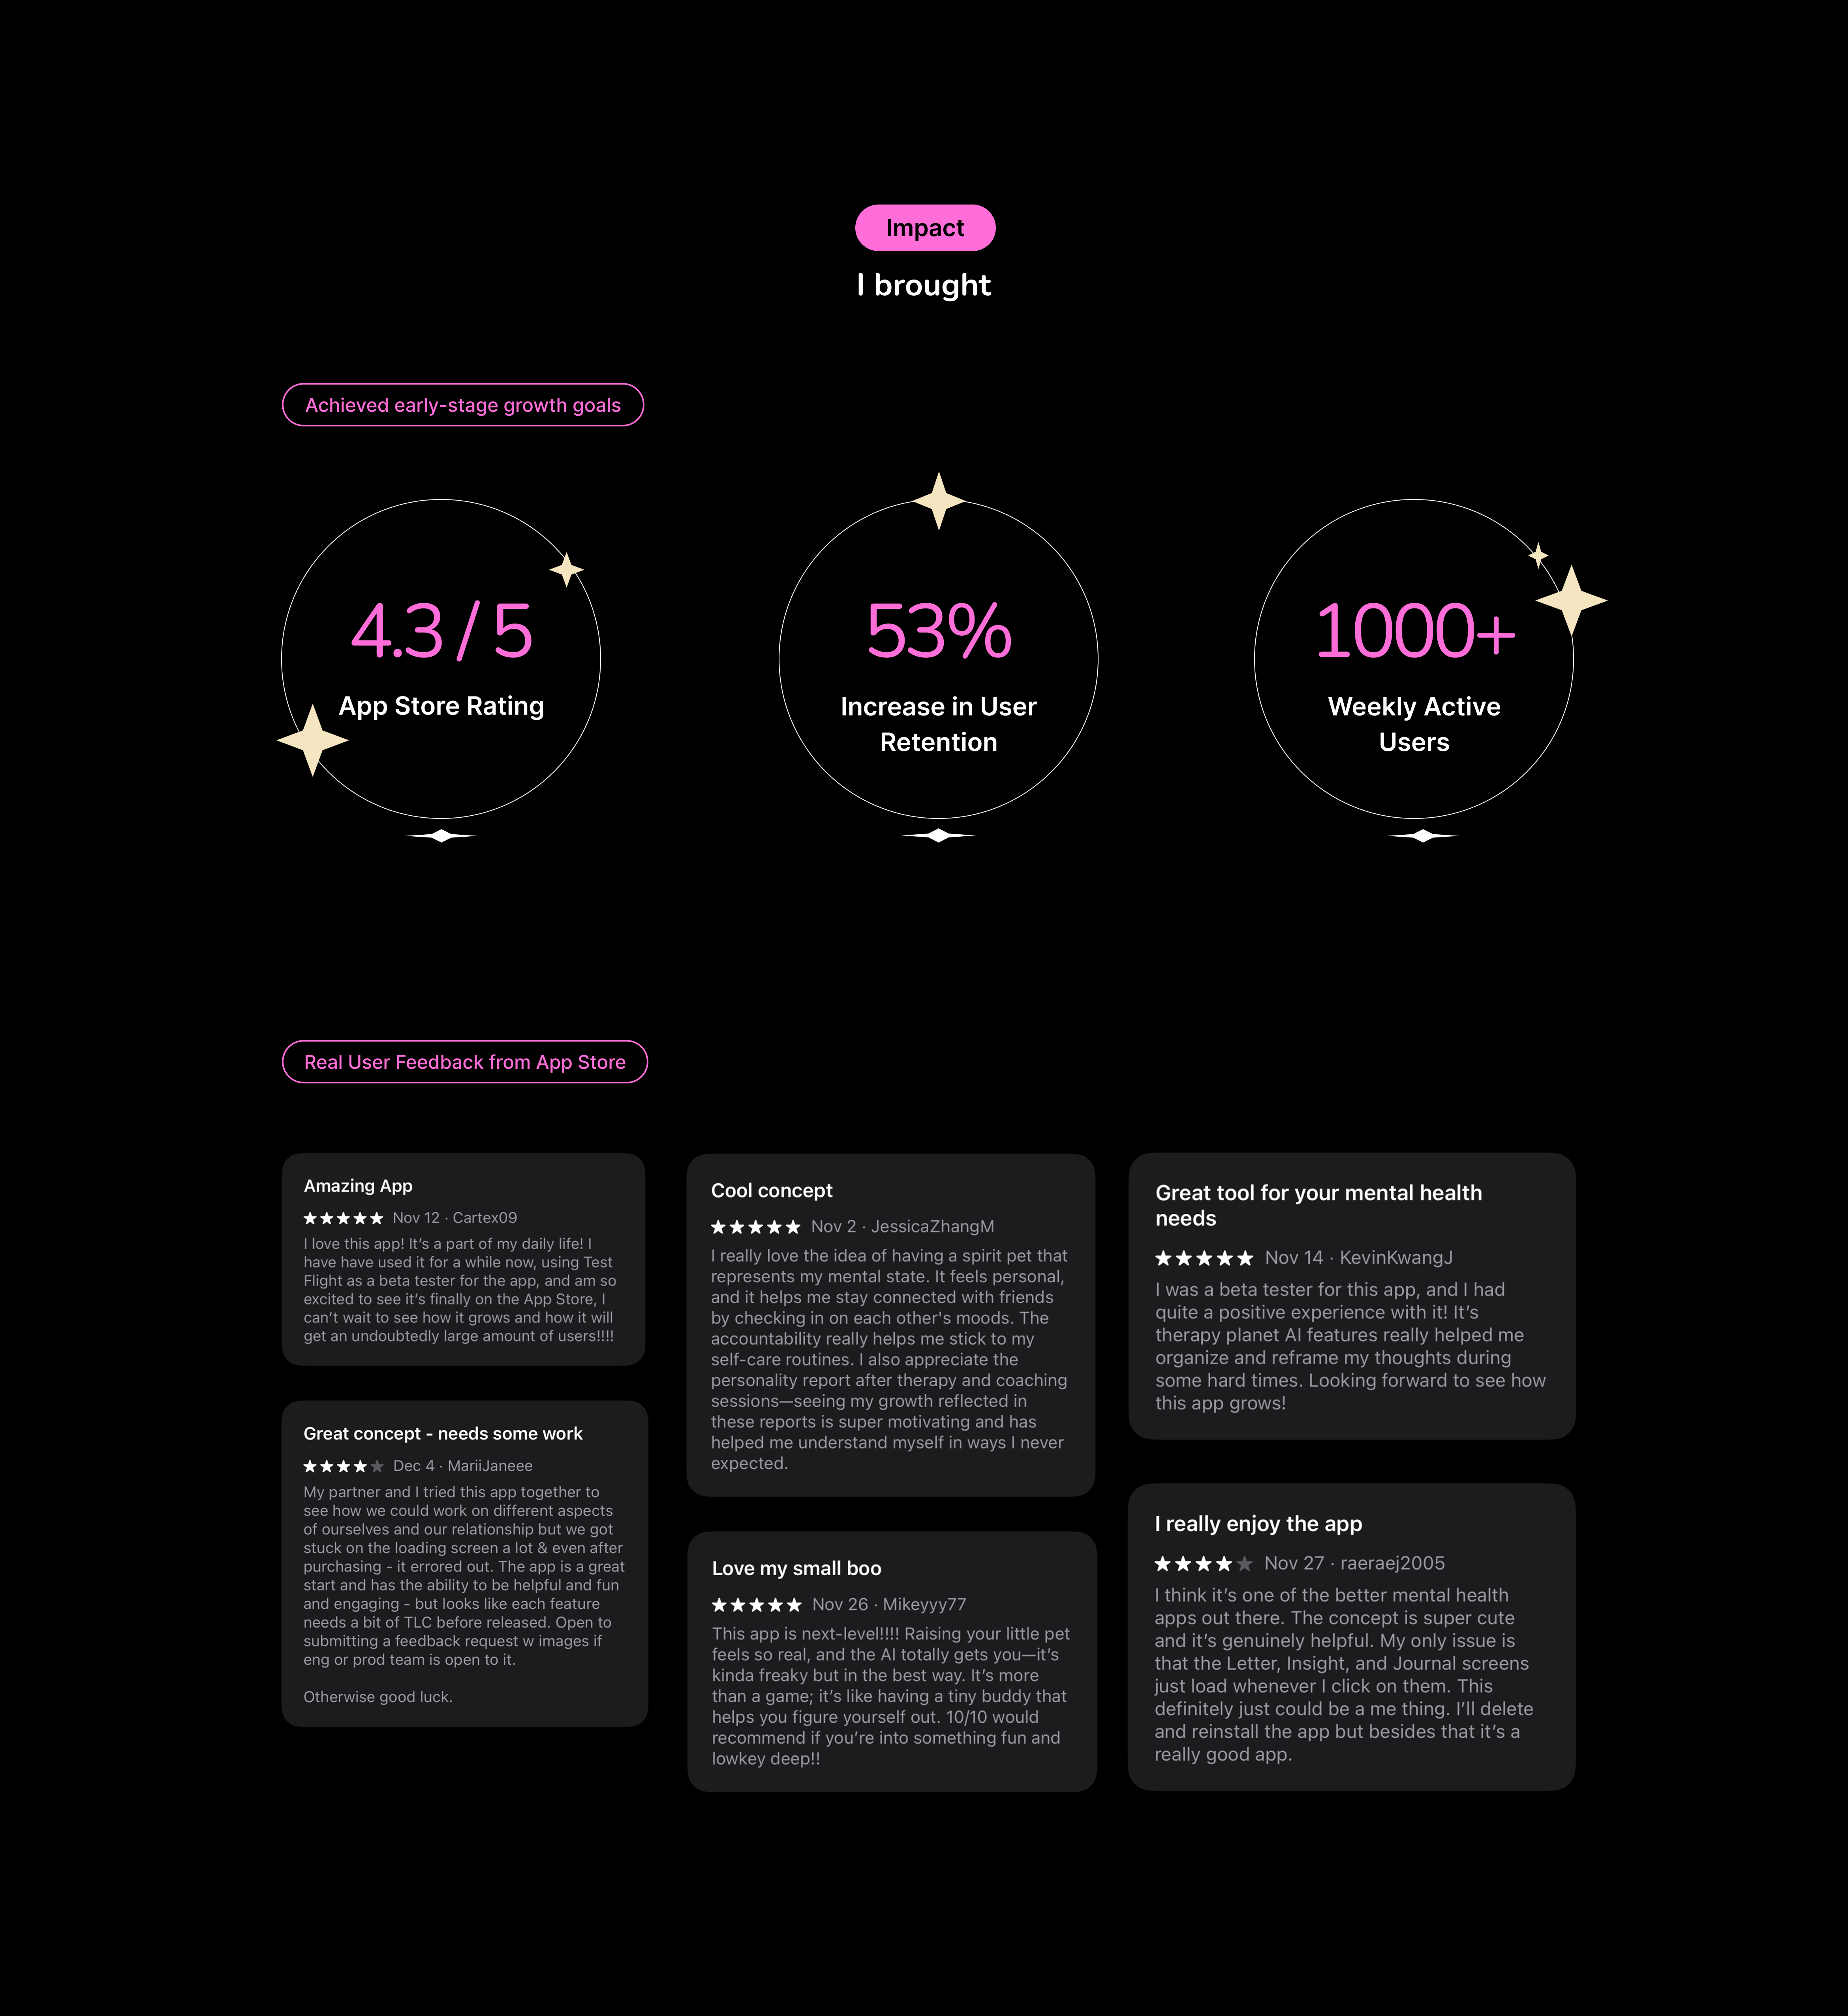 Impact
I brought
Achieved early-stage growth goals
4.3 / 5
App Store Rating
53%
Increase in User
Retention
1000+
Weekly Active
Users
Real User Feedback from App Store
Amazing App
Nov 12 · Cartex09
I love this app! It’s a part of my daily life! I
have have used it for a while now, using Test
Flight as a beta tester for the app, and am so
excited to see it’s finally on the App Store, I
can’t wait to see how it grows and how it will
get an undoubtedly large amount of users!!!!
Great concept - needs some work
Dec 4 · MariiJaneee
My partner and I tried this app together to
see how we could work on different aspects
of ourselves and our relationship but we got
stuck on the loading screen a lot & even after
purchasing - it errored out. The app is a great
start and has the ability to be helpful and fun
and engaging - but looks like each feature
needs a bit of TLC before released. Open to
submitting a feedback request w images if
eng or prod team is open to it.
Otherwise good luck.
Cool concept
Nov 2 · JessicaZhangM
I really love the idea of having a spirit pet that
represents my mental state. It feels personal,
and it helps me stay connected with friends
by checking in on each other's moods. The
accountability really helps me stick to my
self-care routines. I also appreciate the
personality report after therapy and coaching
sessions—seeing my growth reflected in
these reports is super motivating and has
helped me understand myself in ways I never
expected.
Love my small boo
Nov 26 · Mikeyyy77
This app is next-level!!!! Raising your little pet
feels so real, and the AI totally gets you—it’s
kinda freaky but in the best way. It’s more
than a game; it’s like having a tiny buddy that
helps you figure yourself out. 10/10 would
recommend if you’re into something fun and
lowkey deep!!
Great tool for your mental health
needs
Nov 14 · KevinKwangJ
I was a beta tester for this app, and I had
quite a positive experience with it! It’s
therapy planet AI features really helped me
organize and reframe my thoughts during
some hard times. Looking forward to see how
this app grows!
I really enjoy the app
Nov 27 · raeraej2005
I think it’s one of the better mental health
apps out there. The concept is super cute
and it’s genuinely helpful. My only issue is
that the Letter, Insight, and Journal screens
just load whenever I click on them. This
definitely just could be a me thing. I’ll delete
and reinstall the app but besides that it’s a
really good app.